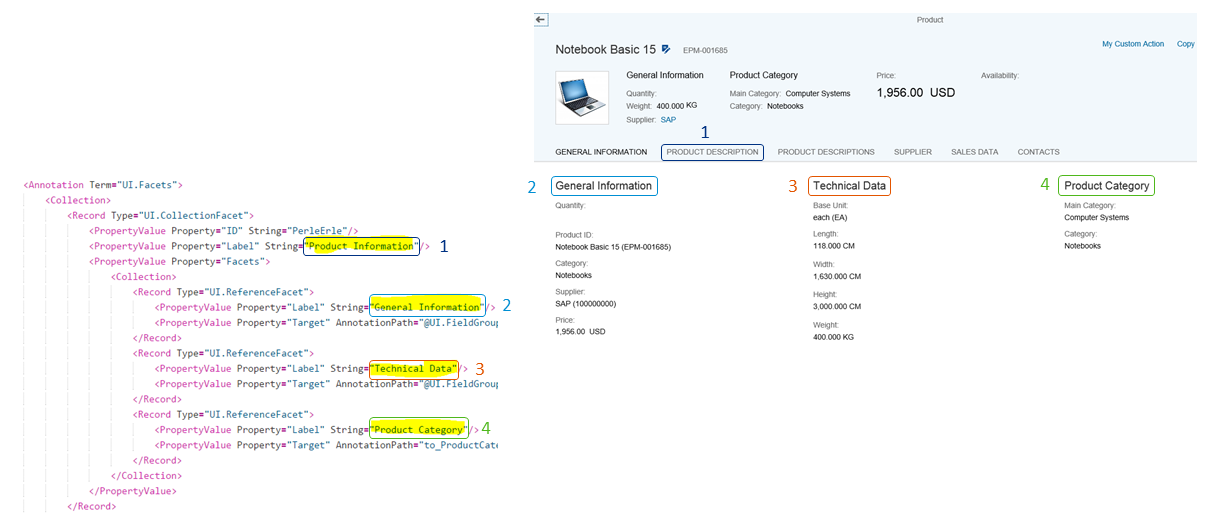 <Annotation Term="UI.Facets">
<Collection>
<Record Type="UI.CollectionFacet">
<PropertyValue Property="ID" String="PerleErle"/>
<PropertyValue Property="Label" String="Product Information"/> 1
<PropertyValue Property="Facets">
<Collection>
<Record Type="UI.ReferenceFacet">
<PropertyValue Property="Label" String="General Information"/> 2
<PropertyValue Property="Target" AnnotationPath="@UI.FieldGroup
</Record>
<Record Type="UI.ReferenceFacet">
<PropertyValue Property="Label" String="Technical Data"/> 3
<PropertyValue Property="Target" AnnotationPath="@UI.FieldGroup
</Record>
<Record Type="UI.ReferenceFacet">
<PropertyValue Property="Label" String="Product Category"/> 4
<PropertyValue Property="Target" AnnotationPath="to_ProductCate
</Record>
</Collection>
</PropertyValue>
</Record>
Product
Notebook Basic 15 EPM-001685
My Custom Action Copy
General Information
Quantity:
Weight: 400.000 KG
Supplier: SAP
Product Category
Main Category: Computer Systems
Category: Notebooks
Price:
1,956.00 USD
Availability:
1
GENERAL INFORMATION PRODUCT DESCRIPTION PRODUCT DESCRIPTIONS SUPPLIER SALES DATA CONTACTS
2 General Information
Quantity:
Product ID:
Notebook Basic 15 (EPM-001685)
Category:
Notebooks
Supplier:
SAP (100000000)
Price:
1,956.00 USD
3 Technical Data
Base Unit:
each (EA)
Length:
118.000 CM
Width:
1,630.000 CM
Height:
3,000.000 CM
Weight:
400.000 KG
4 Product Category
Main Category:
Computer Systems
Category:
Notebooks